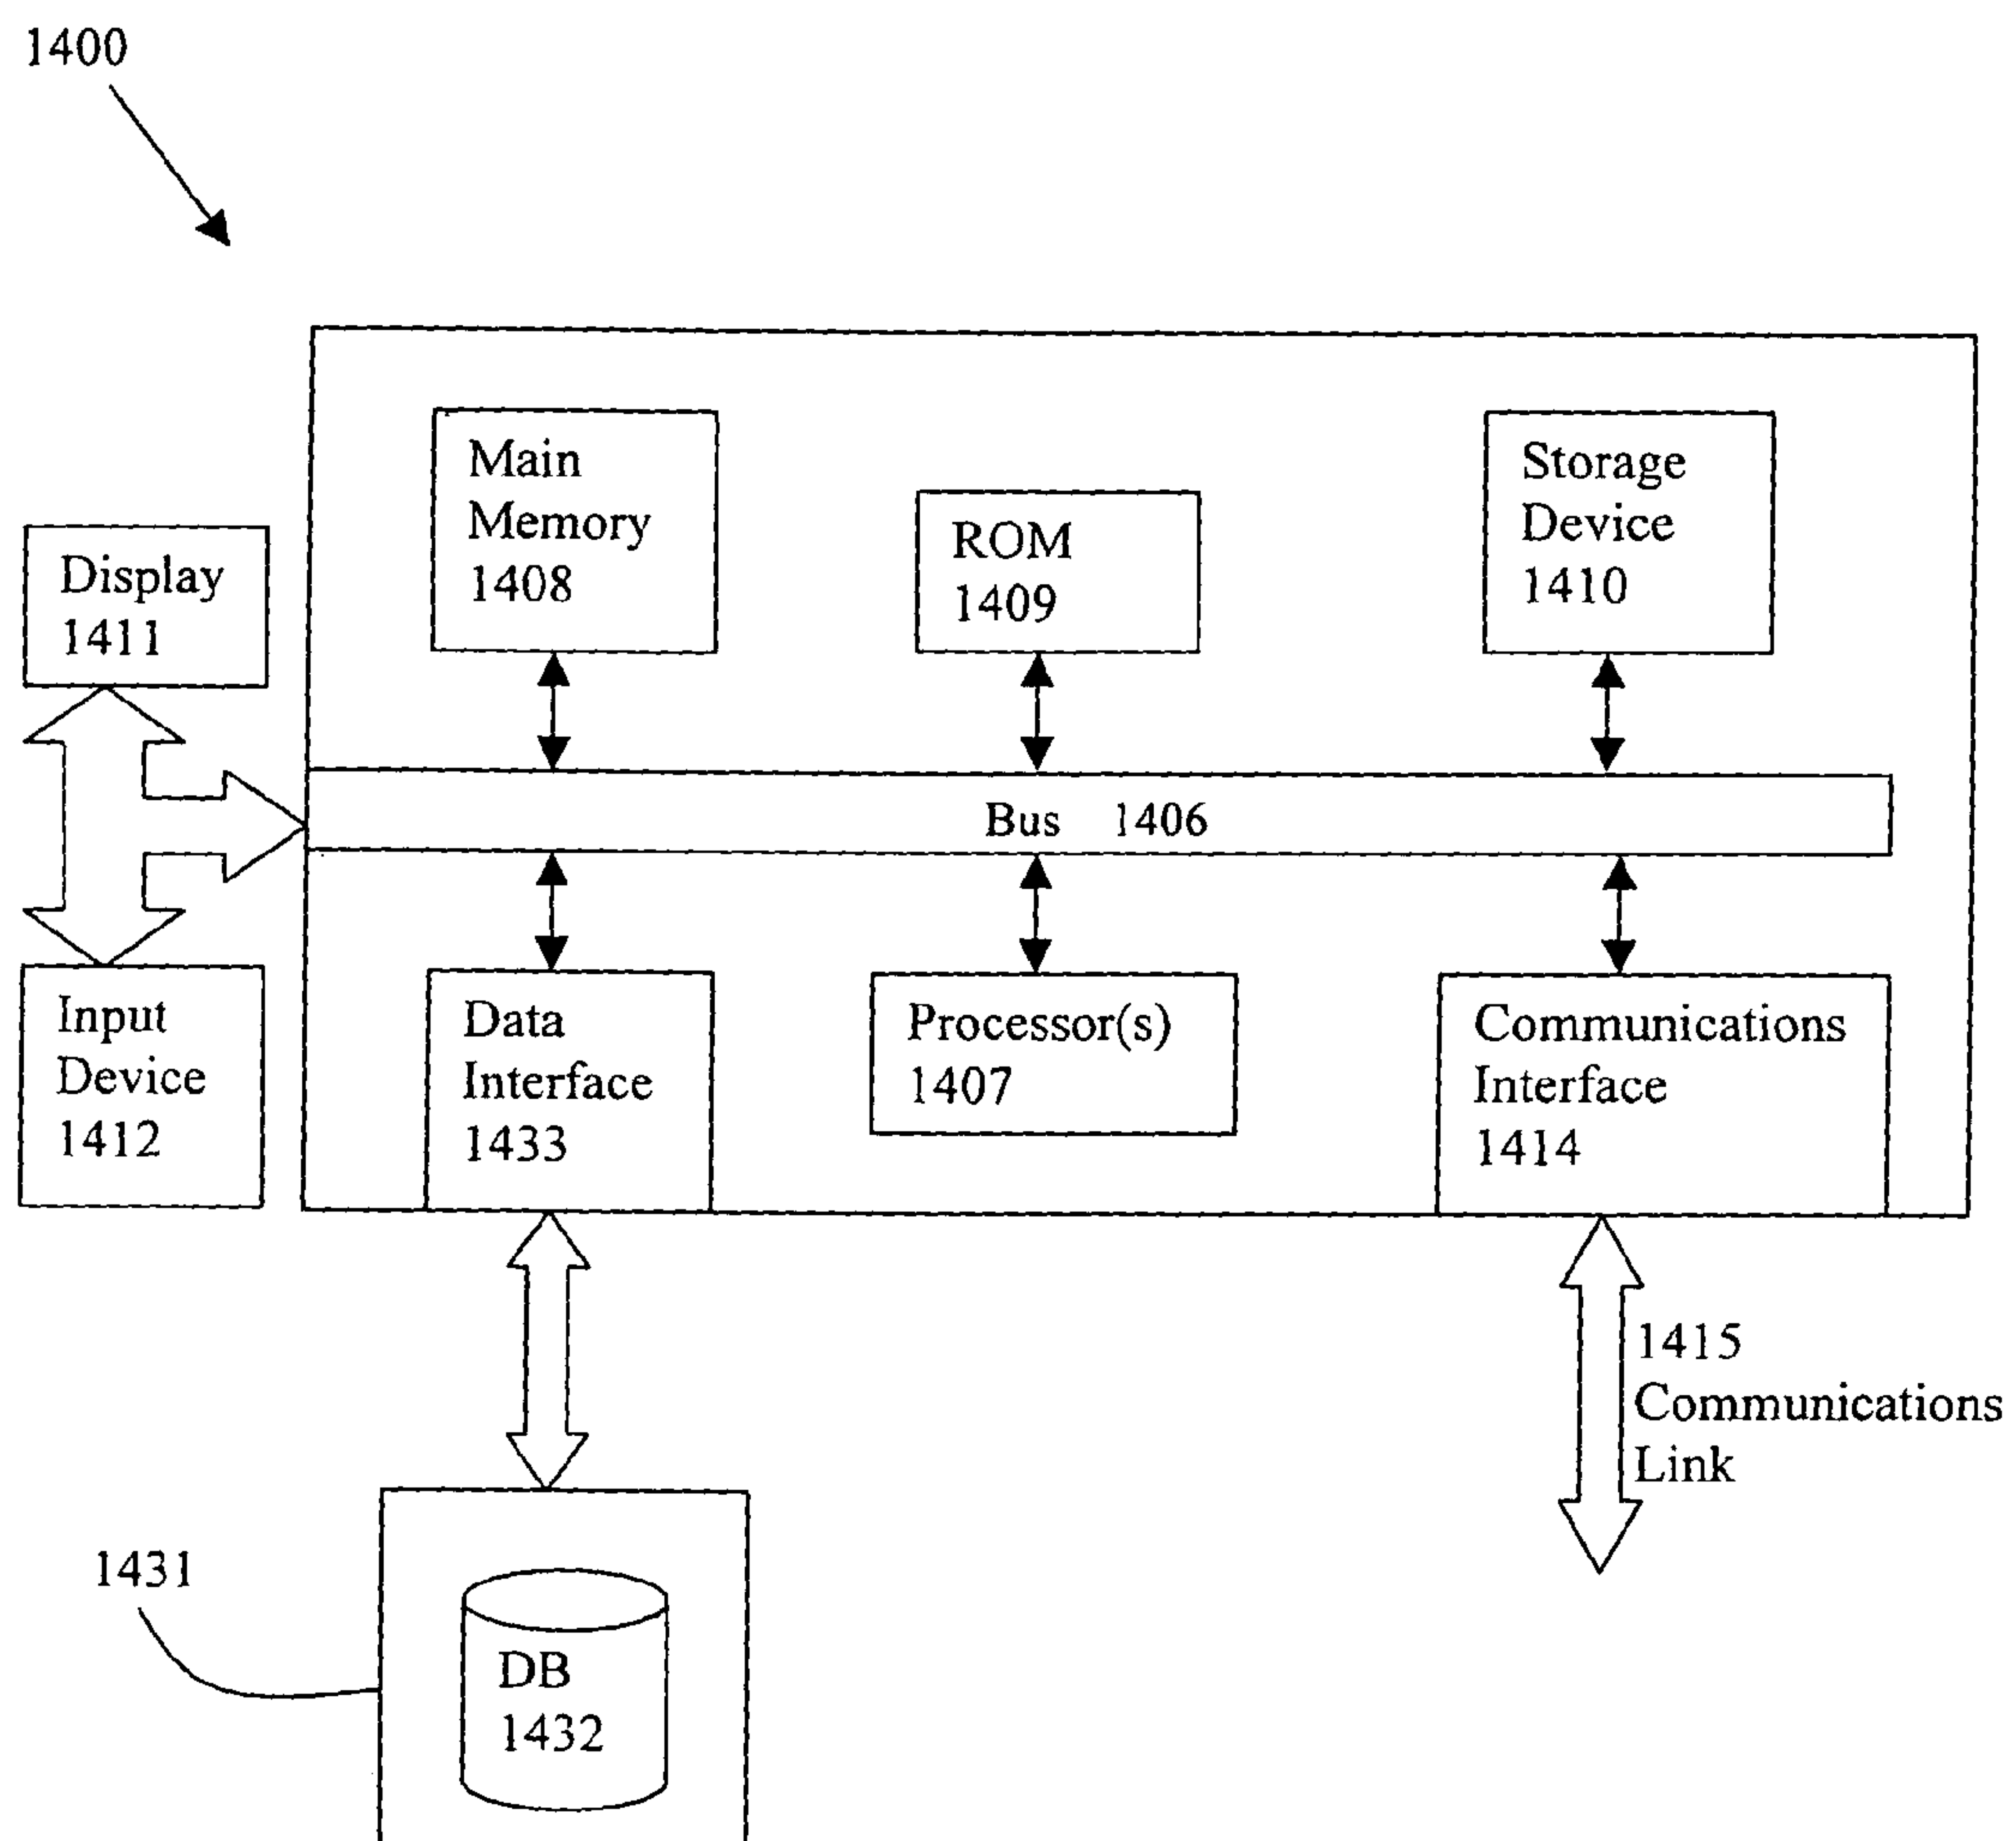 1400
Main
Memory
1408
ROM
1409
Storage
Device
1410
Display
1411
Bus 1406
Input
Device
1412
Data
Interface
1433
Processor(s)
1407
Communications
Interface
1414
1415
Communications
Link
1431
DB
1432